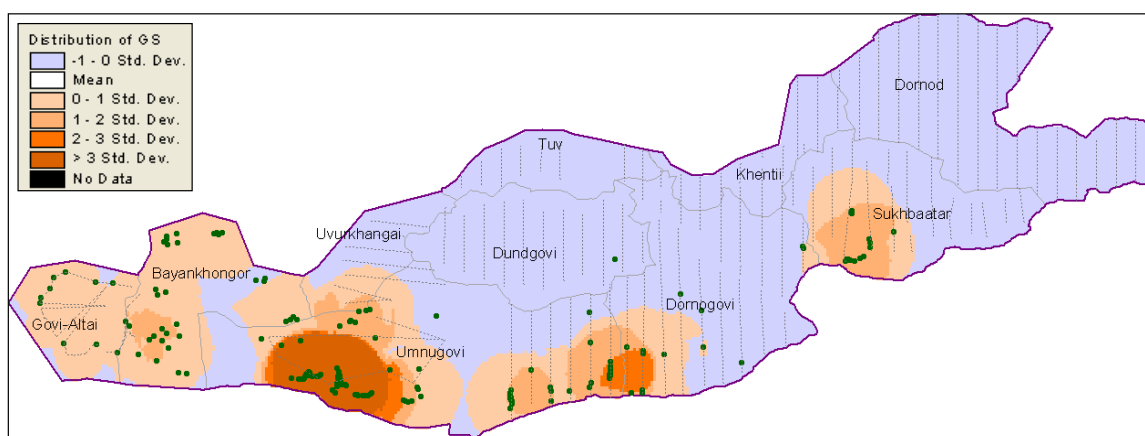 Distribution of GS
-1 - 0 Std. Dev.
Mean
0 - 1 Std. Dev.
1 - 2 Std. Dev.
2 - 3 Std. Dev.
> 3 Std. Dev.
No Data
Dornod
Tuv
Khentii
Sukhbaatar
Uvurkhangai
Dundgovi
Bayankhongor
Dornogovi
Govi-Altai
Umnugovi